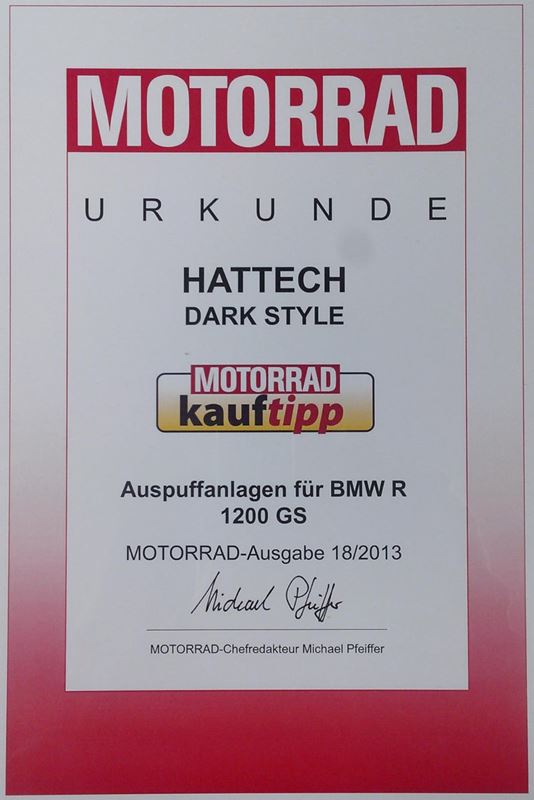 MOTORRAD
URKUNDE
HATTECH
DARK STYLE
MOTORRAD
kauftipp
Auspuffanlagen für BMW R
1200 GS
MOTORRAD-Ausgabe 18/2013
Michael Pfeiffer
MOTORRAD-Chefredakteur Michael Pfeiffer